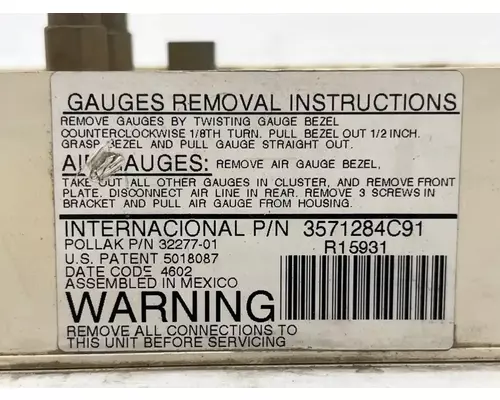 GAUGES REMOVAL INSTRUCTIONS
REMOVE GAUGES BY TWISTING GAUGE BEZEL
COUNTERCLOCKWISE 1/8TH TURN. PULL BEZEL OUT 1/2 INCH.
GRASP BEZEL AND PULL GAUGE STRAIGHT OUT.
AIR GAUGES: REMOVE AIR GAUGE BEZEL,
TAKE OUT ALL OTHER GAUGES IN CLUSTER, AND REMOVE FRONT
PLATE. DISCONNECT AIR LINE IN REAR. REMOVE 3 SCREWS IN
BRACKET AND PULL AIR GAUGE FROM HOUSING.
INTERNACIONAL P/N 3571284C91
POLLAK P/N 32277-01 R15931
U.S. PATENT 5018087
DATE CODE 4602
ASSEMBLED IN MEXICO
WARNING
REMOVE ALL CONNECTIONS TO
THIS UNIT BEFORE SERVICING